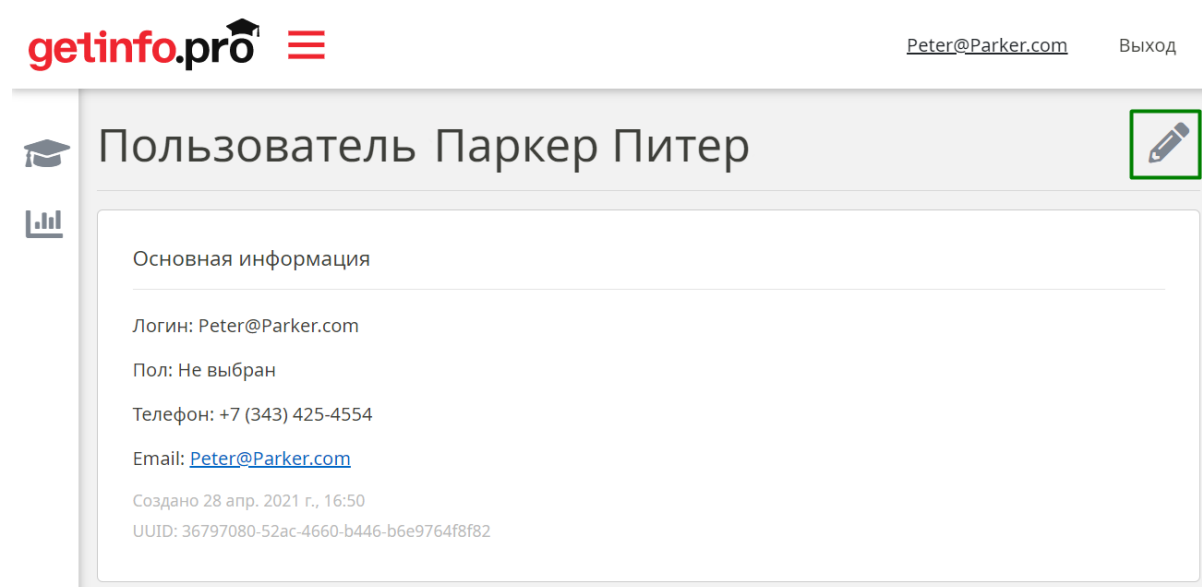 getinfo.pro
Peter@Parker.com
Выход
Пользователь Паркер Питер
Основная информация
Логин: Peter@Parker.com
Пол: Не выбран
Телефон: +7 (343) 425-4554
Email: Peter@Parker.com
Создано 28 апр. 2021 г., 16:50
UUID: 36797080-52ac-4660-b446-b6e9764f8f82